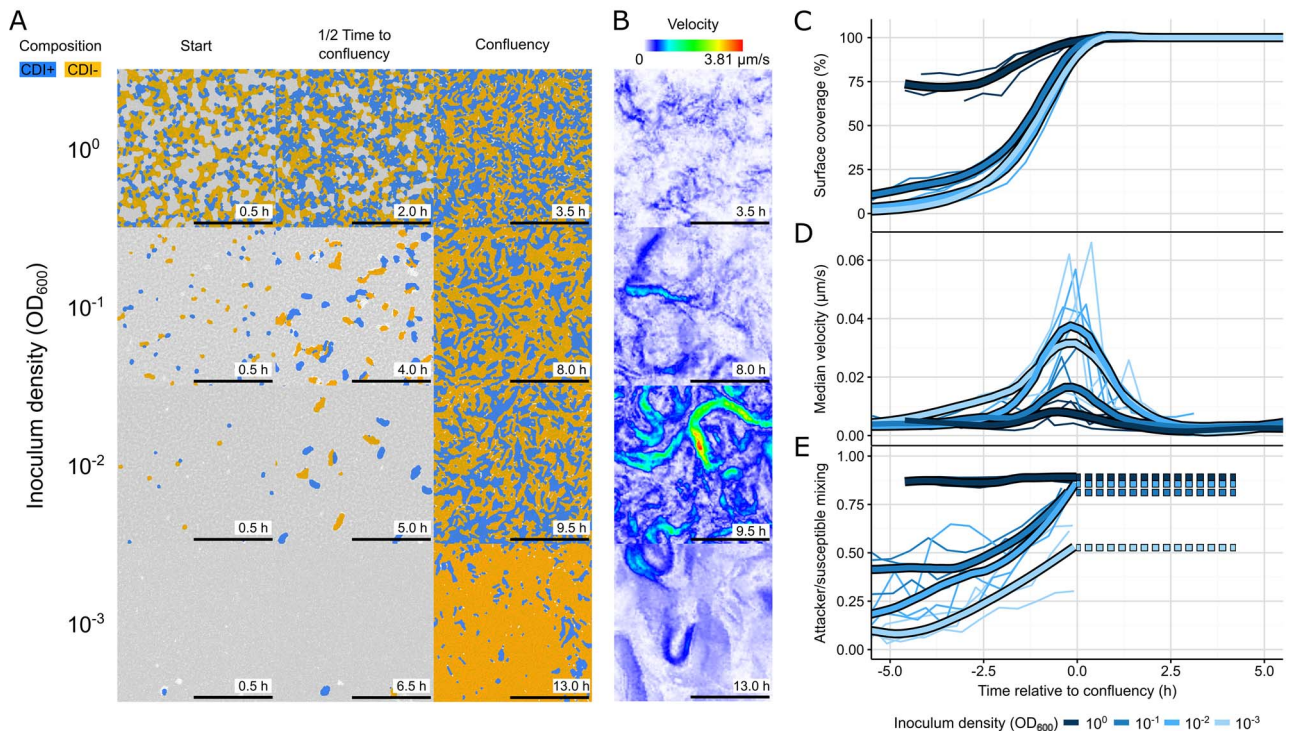 A
Composition
CDI+ CDI-
Start
1/2 Time to
confluency
Confluency
Inoculum density (OD600)
10^0
0.5 h
2.0 h
3.5 h
10^-1
0.5 h
4.0 h
8.0 h
10^-2
0.5 h
5.0 h
9.5 h
10^-3
0.5 h
6.5 h
13.0 h
B
Velocity
0 3.81 µm/s
3.5 h
8.0 h
9.5 h
13.0 h
C
Surface coverage (%)
100
75
50
25
0
D
Median velocity (µm/s)
0.06
0.04
0.02
0.00
E
Attacker/susceptible mixing
1.00
0.75
0.50
0.25
0.00
-5.0 -2.5 0.0 2.5 5.0
Time relative to confluency (h)
Inoculum density (OD600) 10^0 10^-1 10^-2 10^-3